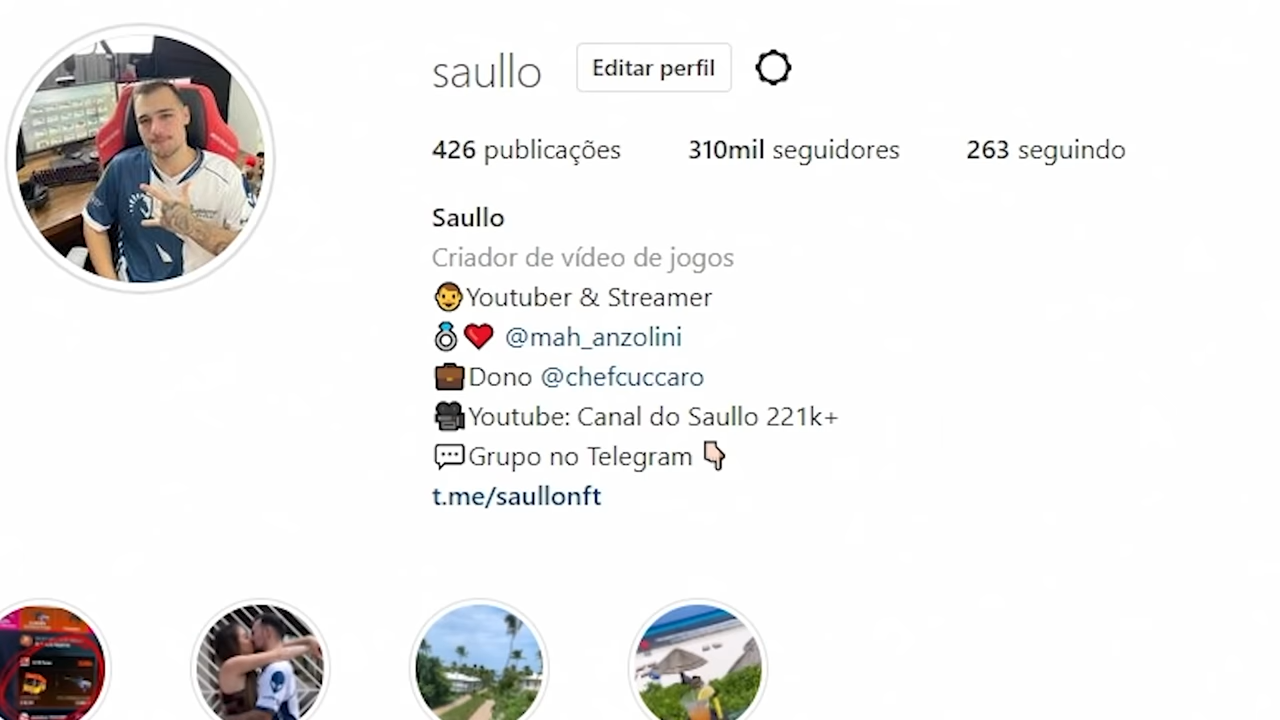 saullo Editar perfil
426 publicações 310mil seguidores 263 seguindo
Saullo
Criador de vídeo de jogos
Youtuber & Streamer
@mah_anzolini
Dono @chefcuccaro
Youtube: Canal do Saullo 221k+
Grupo no Telegram
t.me/saullonft